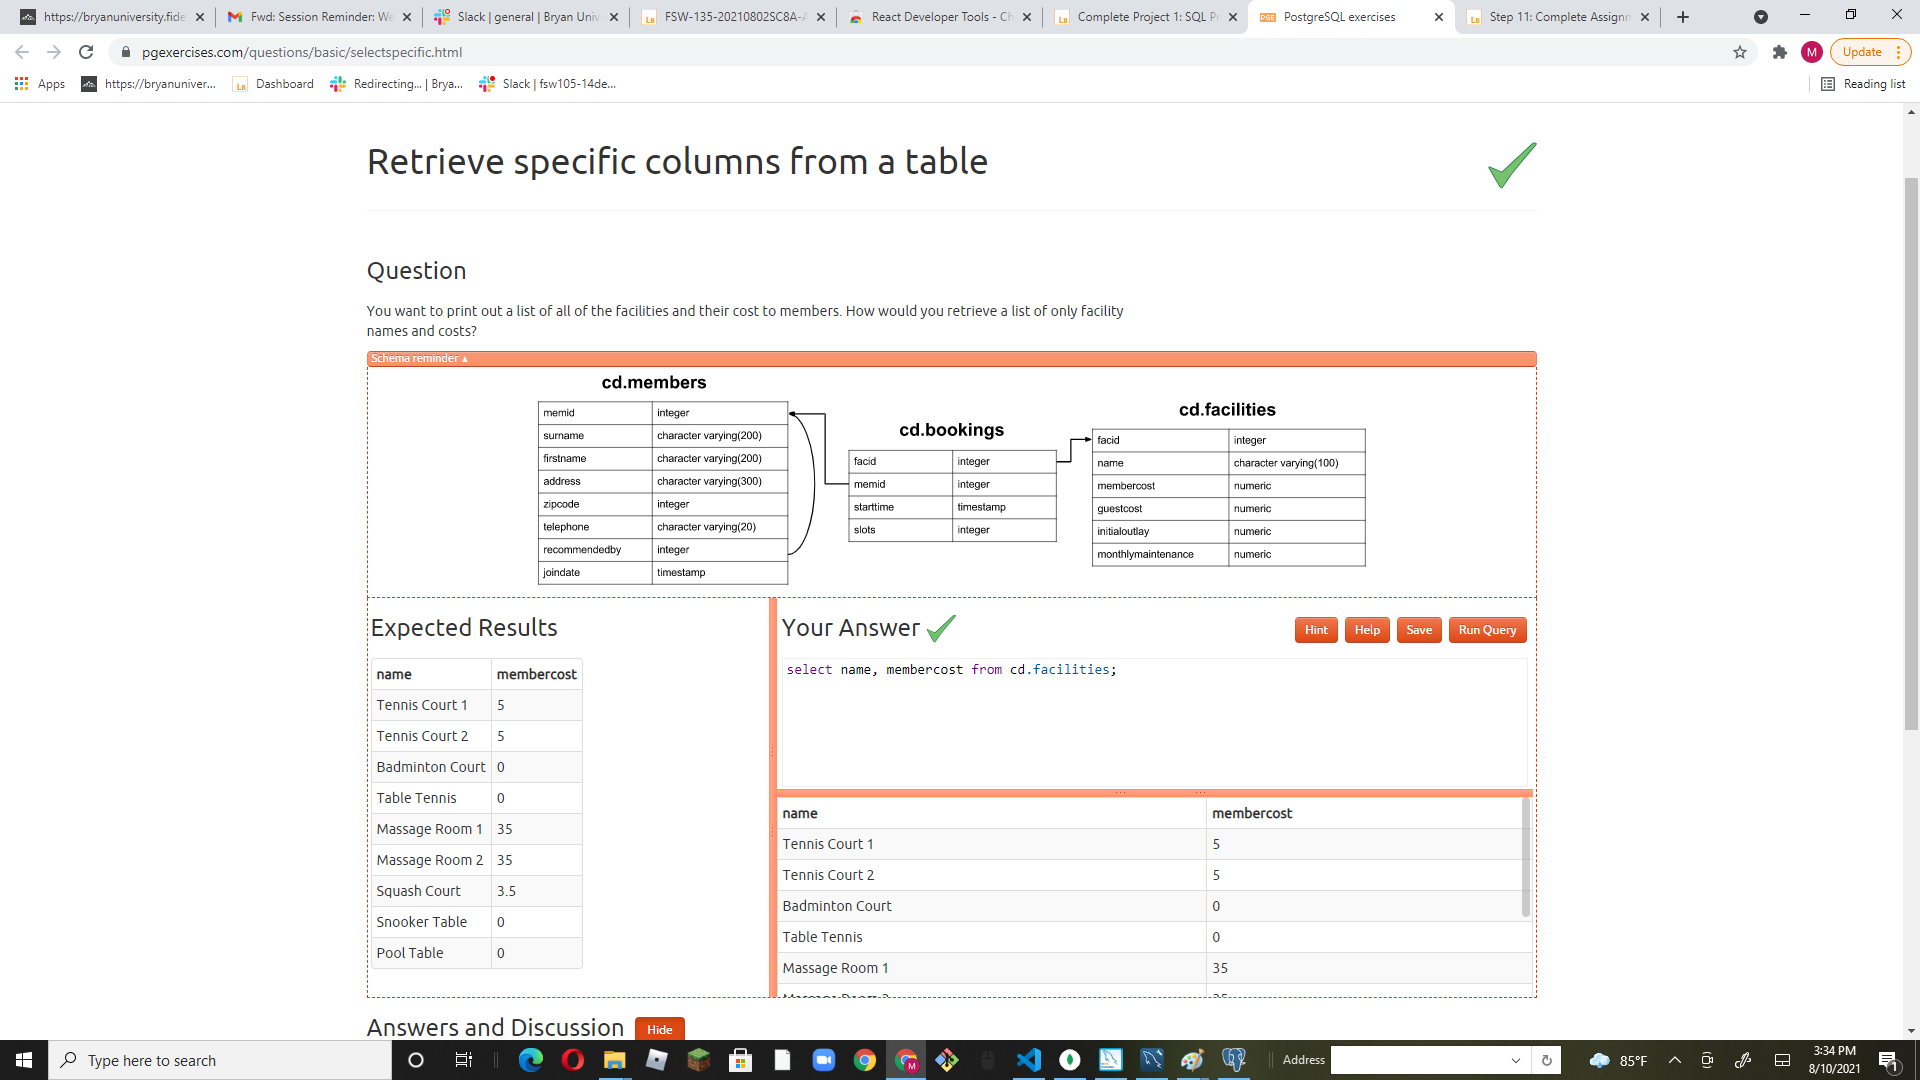 https://bryanuniversity.fide
Fwd: Session Reminder: We
Slack | general | Bryan Univ
FSW-135-20210802SC8A-A
React Developer Tools - Ch
Complete Project 1: SQL Pr
PostgreSQL exercises
Step 11: Complete Assignm
pgexercises.com/questions/basic/selectspecific.html
M
Update
Apps
https://bryanuniver...
Dashboard
Redirecting... | Brya...
Slack | fsw105-14de...
Reading list
Retrieve specific columns from a table
Question
You want to print out a list of all of the facilities and their cost to members. How would you retrieve a list of only facility
names and costs?
Schema reminder ▲
cd.members
memid integer
surname character varying(200)
firstname character varying(200)
address character varying(300)
zipcode integer
telephone character varying(20)
recommendedby integer
joindate timestamp
cd.bookings
facid integer
memid integer
starttime timestamp
slots integer
cd.facilities
facid integer
name character varying(100)
membercost numeric
guestcost numeric
initialoutlay numeric
monthlymaintenance numeric
Expected Results
name membercost
Tennis Court 1 5
Tennis Court 2 5
Badminton Court 0
Table Tennis 0
Massage Room 1 35
Massage Room 2 35
Squash Court 3.5
Snooker Table 0
Pool Table 0
Your Answer
Hint Help Save Run Query
select name, membercost from cd.facilities;
name membercost
Tennis Court 1 5
Tennis Court 2 5
Badminton Court 0
Table Tennis 0
Massage Room 1 35
Massage Room 2 35
Answers and Discussion Hide
Type here to search
Address
85°F
3:34 PM
8/10/2021
1